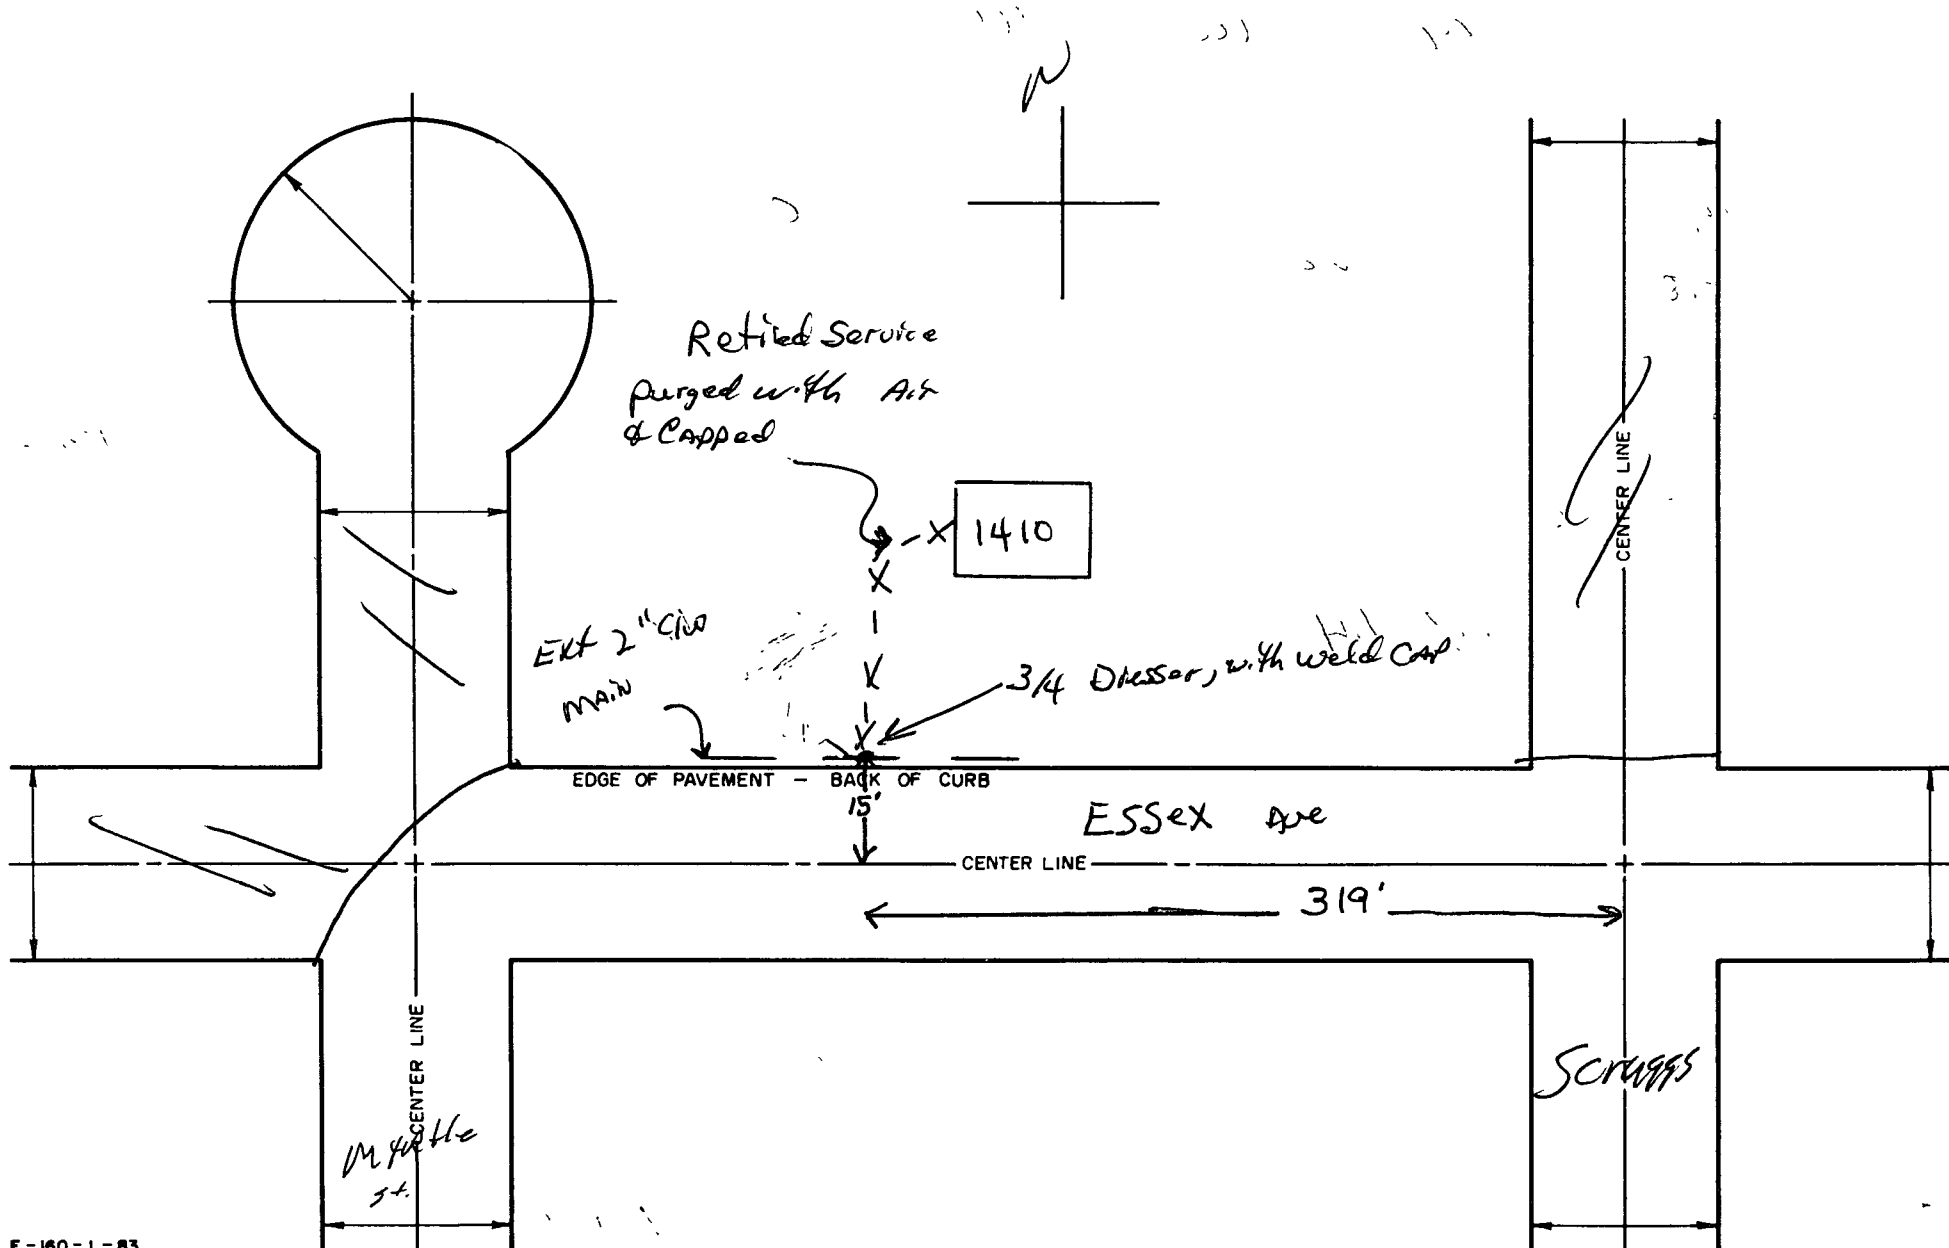 N
Retired Service
purged with Air
& Capped
CENTER LINE
1410
Ext 2" C/W
MAIN
3/4 Dresser, with Weld Cap
EDGE OF PAVEMENT – BACK OF CURB
15'
ESSex Ave
CENTER LINE
319'
CENTER LINE
Scruggs
Myrtle
st.
F-160-1-83